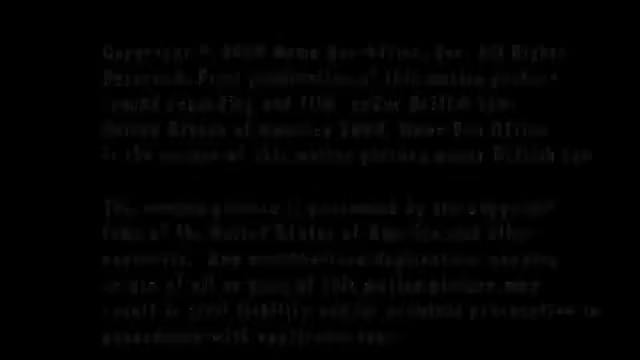 Home Box Office, Inc. All Rights
Reserved. First publication of this motion picture
sound recording and film
United States of America Home Box Office
is the author of this motion picture under British law
This motion picture is protected by the copyright
laws of the United States of America and other
countries. Any unauthorized duplication, copying
or use of all or part of this motion picture may
result in civil liability and/or criminal prosecution in
accordance with applicable laws.